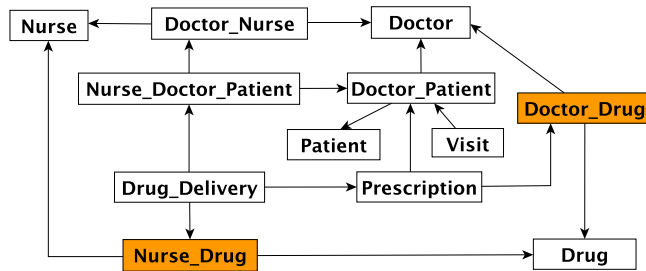 Nurse
Doctor_Nurse
Doctor
Nurse_Doctor_Patient
Doctor_Patient
Doctor_Drug
Patient
Visit
Drug_Delivery
Prescription
Nurse_Drug
Drug